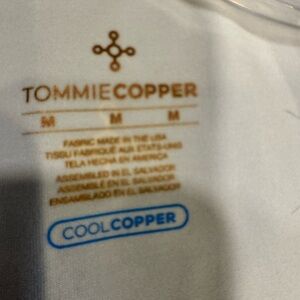 TOMMIECOPPER
M M M
FABRIC MADE IN THE USA
TISSU FABRIQUÉ AUX ETATS-UNIS
TELA HECHA EN AMERICA
ASSEMBLED IN EL SALVADOR
ASSEMBLÉ EN EL SALVADOR
ENSAMBLADO EN EL SALVADOR
COOLCOPPER